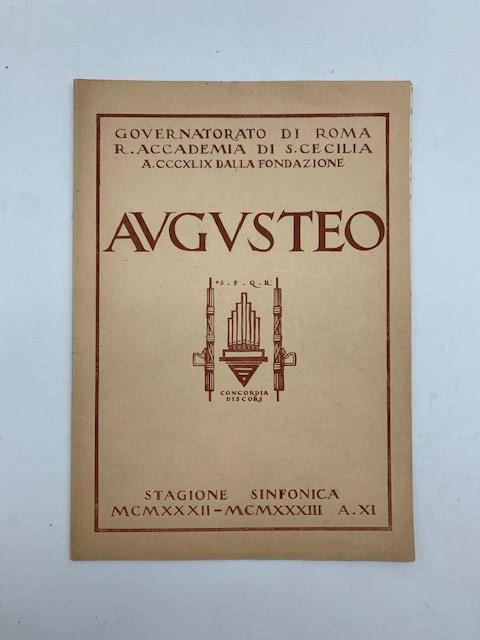 GOVERNATORATO DI ROMA
R. ACCADEMIA DI S. CECILIA
A. CCCXLIX DALLA FONDAZIONE
AVGVSTEO
S. P. Q. R.
CONCORDIA
DISCORS
STAGIONE SINFONICA
MCMXXXII – MCMXXXIII A. XI